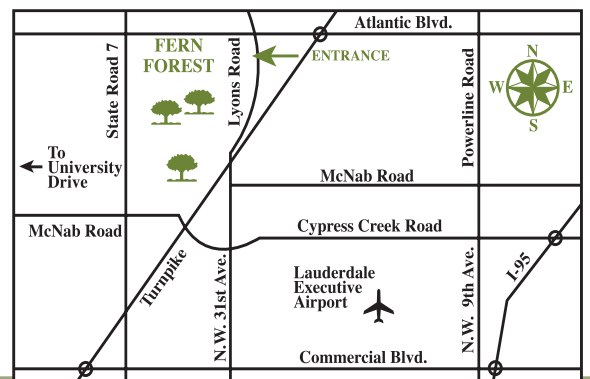 Atlantic Blvd.
State Road 7
FERN
FOREST
Lyons Road
ENTRANCE
Powerline Road
N
W
E
S
To
University
Drive
McNab Road
McNab Road
Cypress Creek Road
Turnpike
N.W. 31st Ave.
Lauderdale
Executive
Airport
N.W. 9th Ave.
I-95
Commercial Blvd.